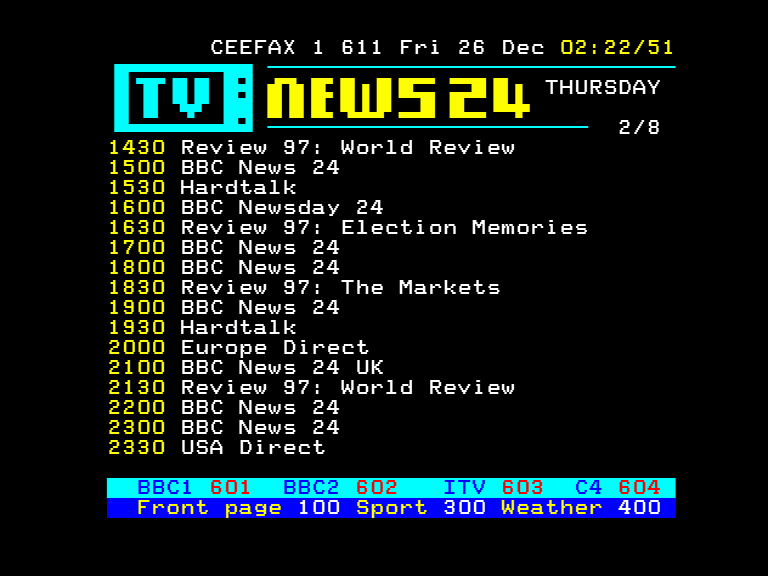 CEEFAX 1 611 Fri 26 Dec 02:22/51
TV: NEWS 24 THURSDAY
2/8
1430 Review 97: World Review
1500 BBC News 24
1530 Hardtalk
1600 BBC Newsday 24
1630 Review 97: Election Memories
1700 BBC News 24
1800 BBC News 24
1830 Review 97: The Markets
1900 BBC News 24
1930 Hardtalk
2000 Europe Direct
2100 BBC News 24 UK
2130 Review 97: World Review
2200 BBC News 24
2300 BBC News 24
2330 USA Direct
BBC1 601 BBC2 602 ITV 603 C4 604
Front page 100 Sport 300 Weather 400